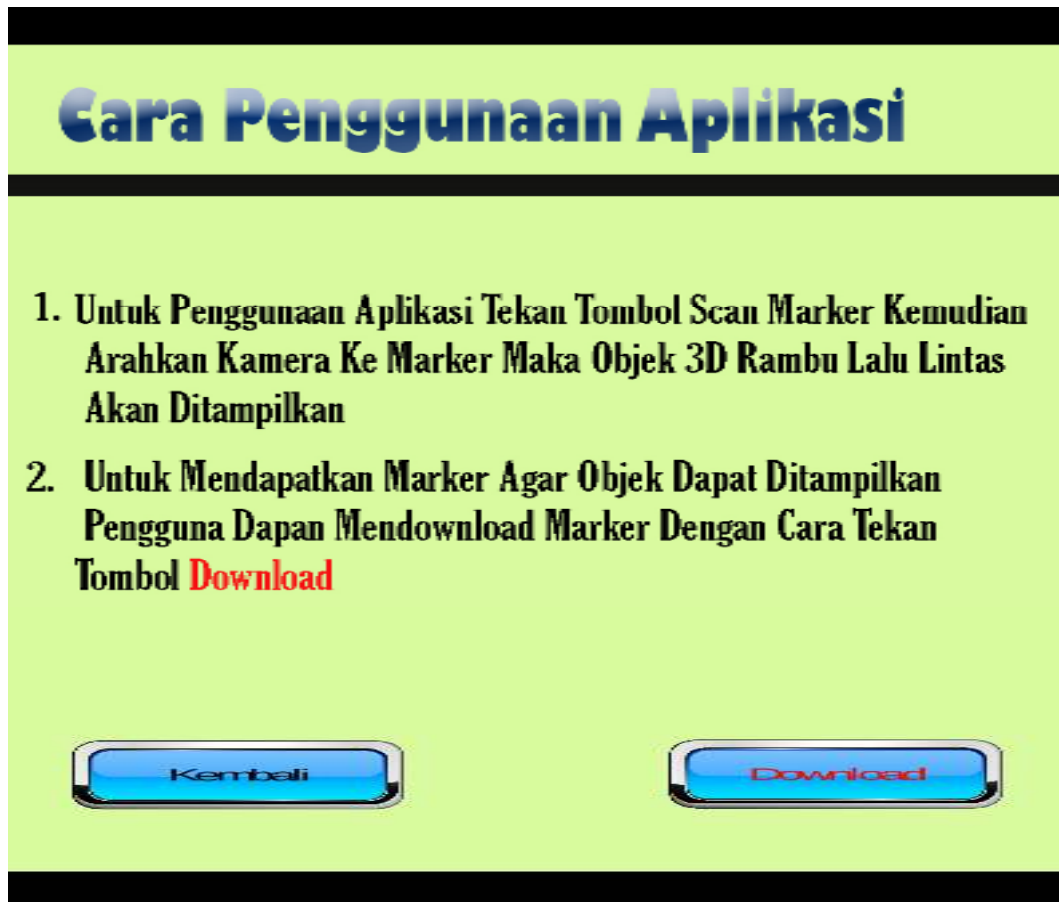 Cara Penggunaan Aplikasi
1. Untuk Penggunaan Aplikasi Tekan Tombol Scan Marker Kemudian
Arahkan Kamera Ke Marker Maka Objek 3D Rambu Lalu Lintas
Akan Ditampilkan
2. Untuk Mendapatkan Marker Agar Objek Dapat Ditampilkan
Pengguna Dapan Mendownload Marker Dengan Cara Tekan
Tombol Download
Kembali
Download